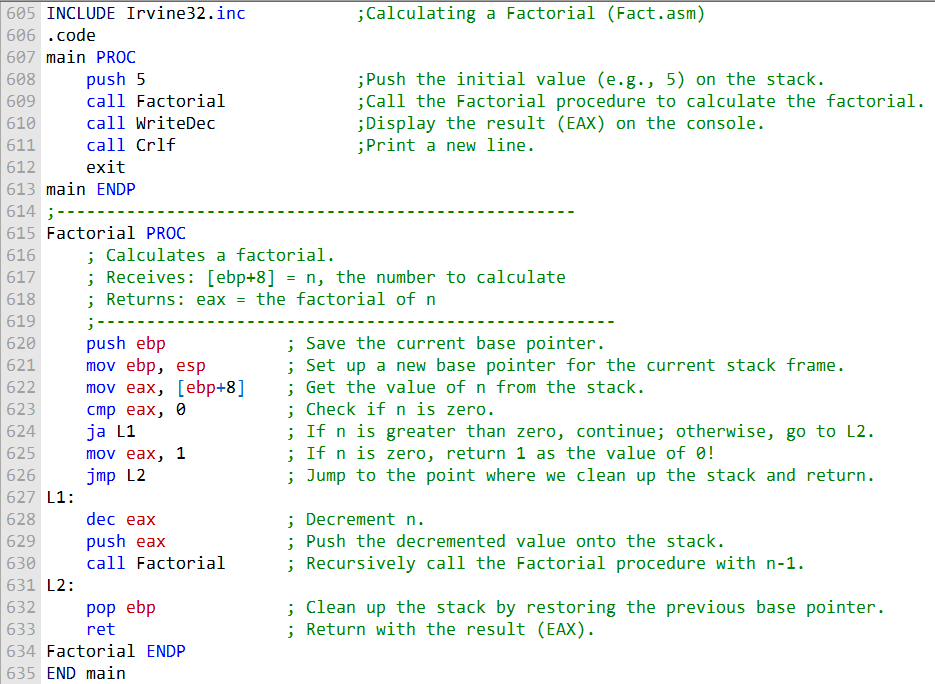 605 INCLUDE Irvine32.inc ;Calculating a Factorial (Fact.asm)
606 .code
607 main PROC
608 push 5 ;Push the initial value (e.g., 5) on the stack.
609 call Factorial ;Call the Factorial procedure to calculate the factorial.
610 call WriteDec ;Display the result (EAX) on the console.
611 call Crlf ;Print a new line.
612 exit
613 main ENDP
614 ;----------------------------------------------------
615 Factorial PROC
616 ; Calculates a factorial.
617 ; Receives: [ebp+8] = n, the number to calculate
618 ; Returns: eax = the factorial of n
619 ;----------------------------------------------------
620 push ebp ; Save the current base pointer.
621 mov ebp, esp ; Set up a new base pointer for the current stack frame.
622 mov eax, [ebp+8] ; Get the value of n from the stack.
623 cmp eax, 0 ; Check if n is zero.
624 ja L1 ; If n is greater than zero, continue; otherwise, go to L2.
625 mov eax, 1 ; If n is zero, return 1 as the value of 0!
626 jmp L2 ; Jump to the point where we clean up the stack and return.
627 L1:
628 dec eax ; Decrement n.
629 push eax ; Push the decremented value onto the stack.
630 call Factorial ; Recursively call the Factorial procedure with n-1.
631 L2:
632 pop ebp ; Clean up the stack by restoring the previous base pointer.
633 ret ; Return with the result (EAX).
634 Factorial ENDP
635 END main